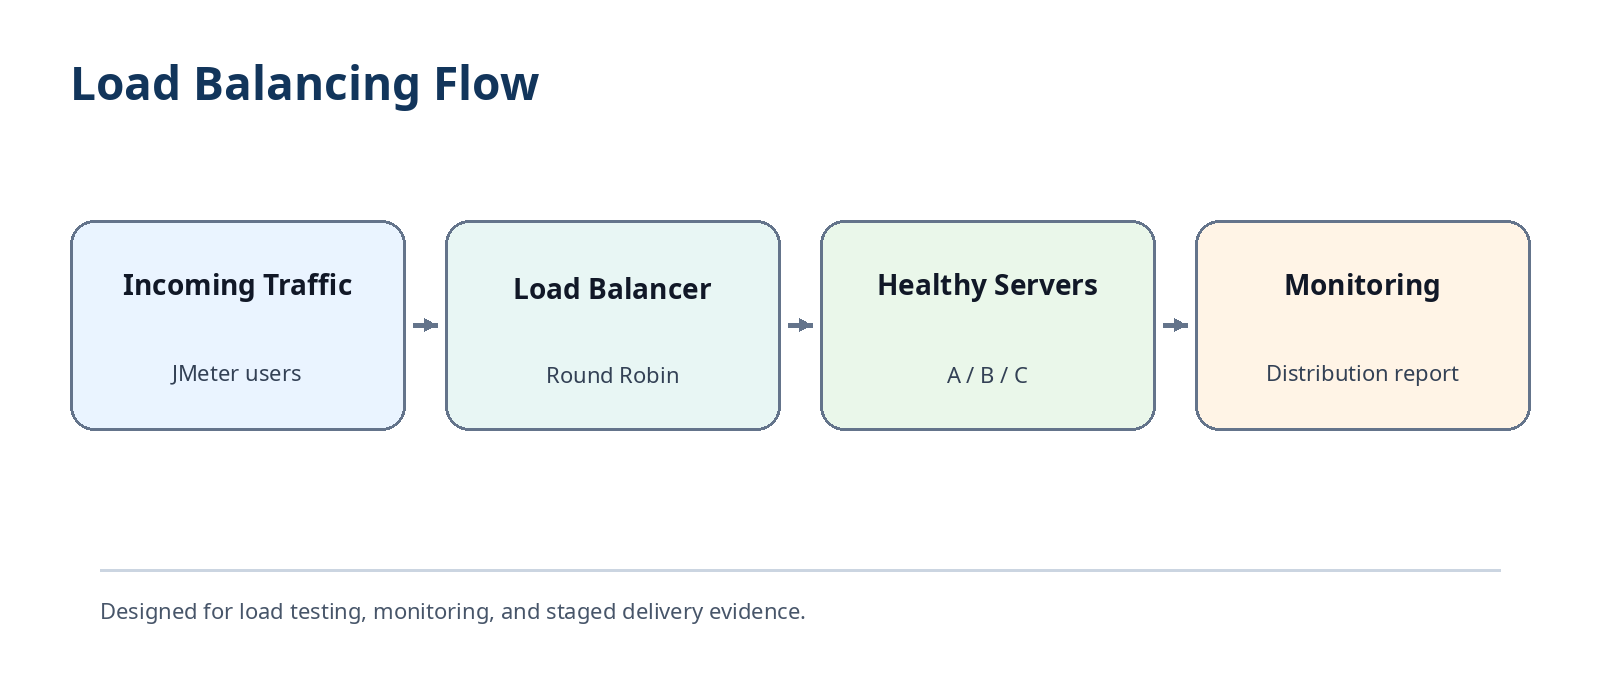 Load Balancing Flow
Incoming Traffic
JMeter users
Load Balancer
Round Robin
Healthy Servers
A / B / C
Monitoring
Distribution report
Designed for load testing, monitoring, and staged delivery evidence.